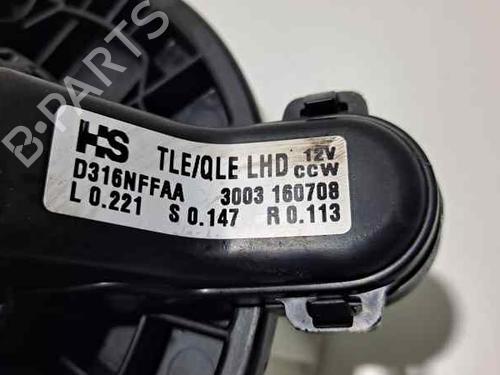 B-PARTS
HS TLE/QLE LHD 12V CCW
D316NFFAA 3003 160708
L 0.221 S 0.147 R 0.113